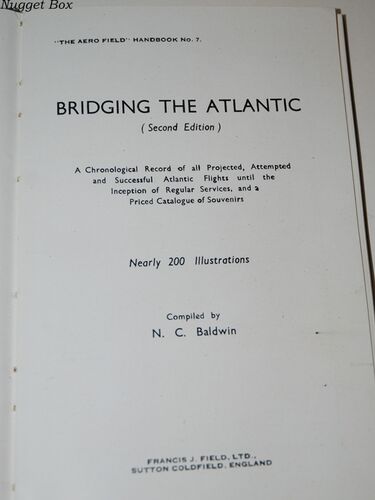 Nugget Box
"THE AERO FIELD" HANDBOOK No. 7.
BRIDGING THE ATLANTIC
( Second Edition )
A Chronological Record of all Projected, Attempted
and Successful Atlantic Flights until the
Inception of Regular Services, and a
Priced Catalogue of Souvenirs
Nearly 200 Illustrations
Compiled by
N. C. Baldwin
FRANCIS J. FIELD, LTD.,
SUTTON COLDFIELD, ENGLAND